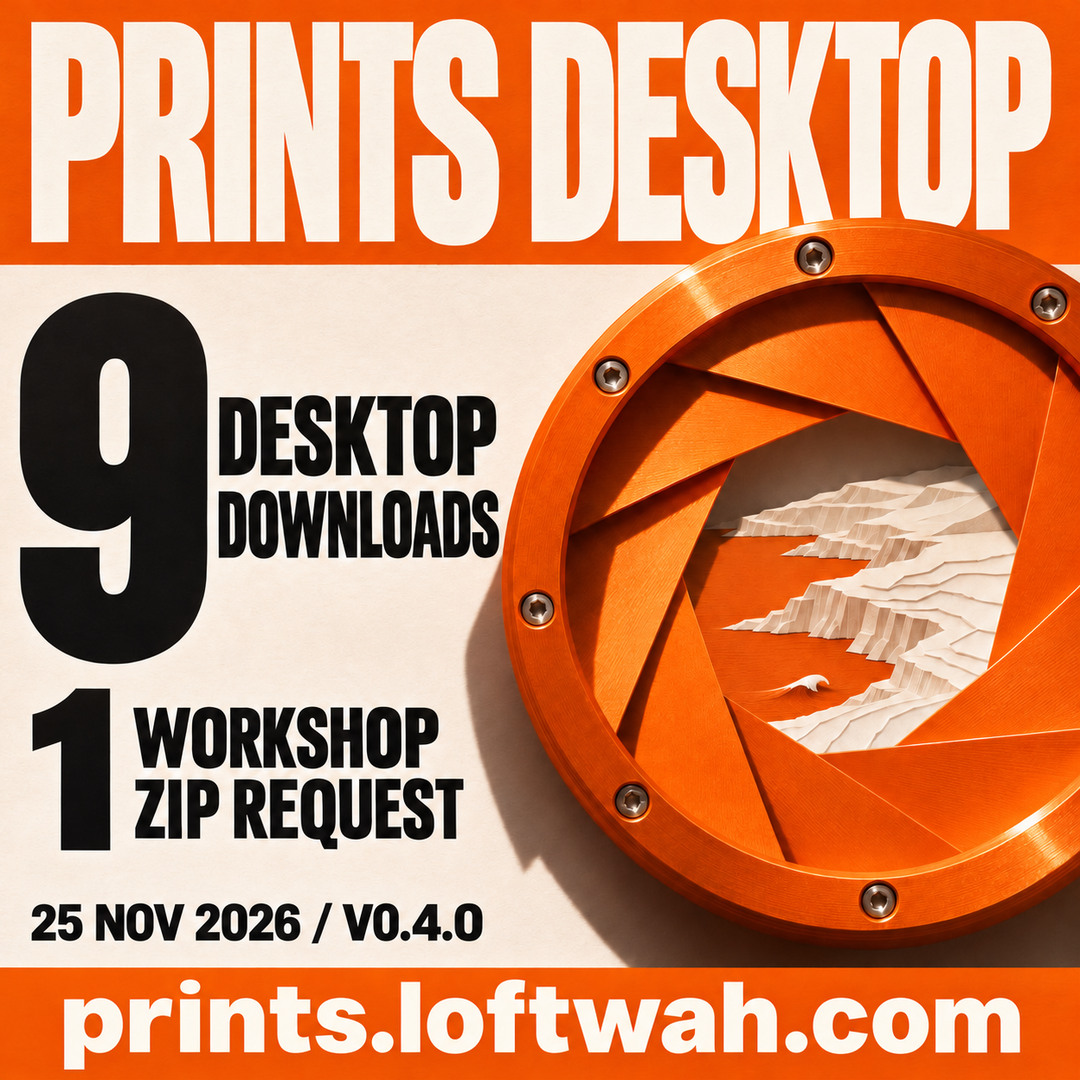 PRINTS DESKTOP
9 DESKTOP
DOWNLOADS
1 WORKSHOP
ZIP REQUEST
25 NOV 2026 / V0.4.0
prints.loftwah.com